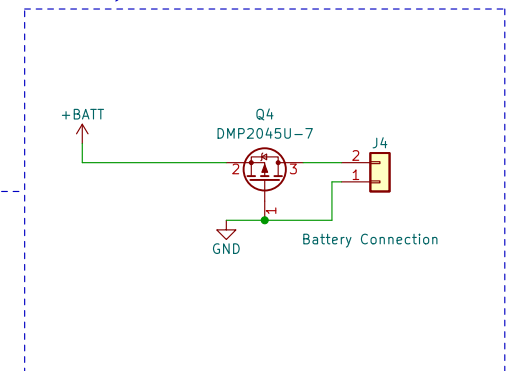 +BATT
Q4
DMP2045U-7
J4
2
3
2
1
1
GND
Battery Connection